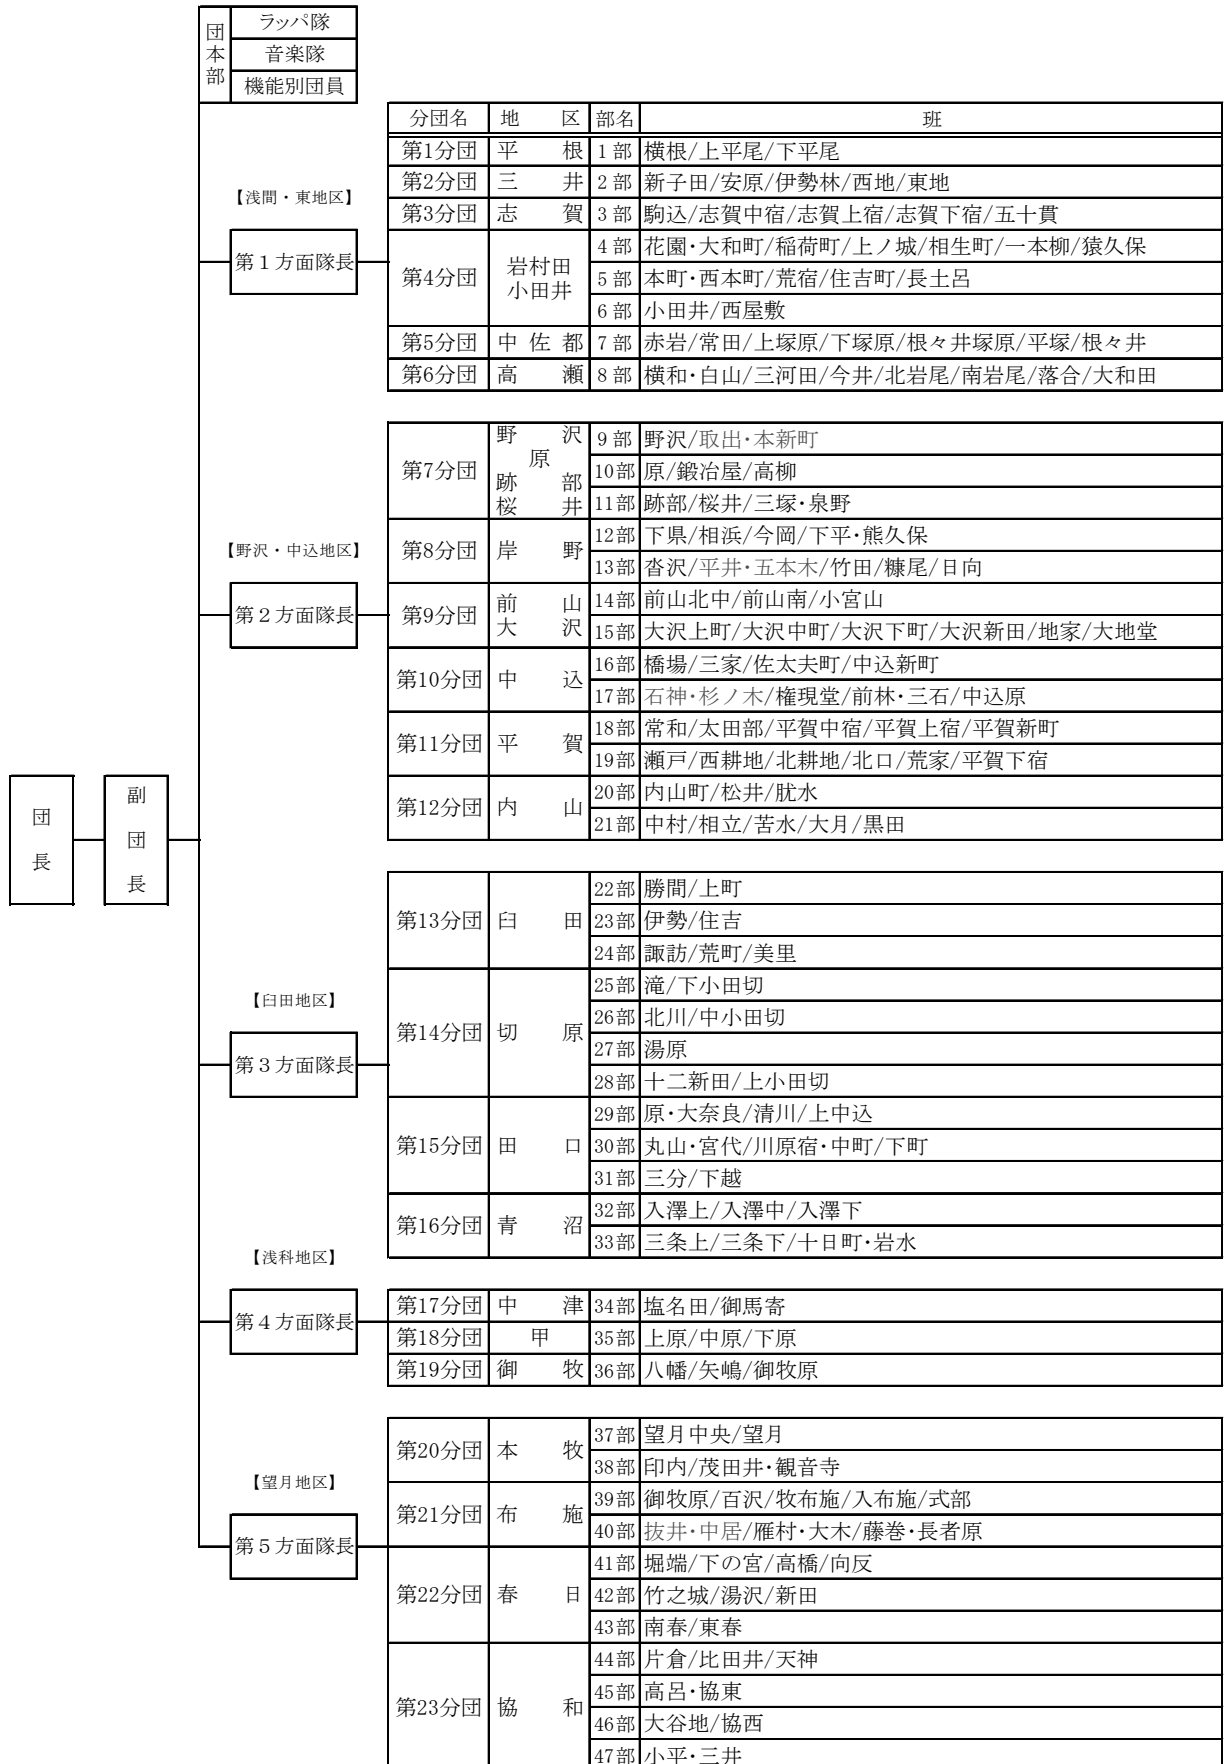 団本部
ラッパ隊
音楽隊
機能別団員
分団名 地区 部名 班
第1分団 平根 1部 横根/上平尾/下平尾
【浅間・東地区】
第2分団 三井 2部 新子田/安原/伊勢林/西地/東地
第3分団 志賀 3部 駒込/志賀中宿/志賀上宿/志賀下宿/五十貫
第1方面隊長
第4分団 岩村田 小田井
4部 花園・大和町/稲荷町/上ノ城/相生町/一本柳/猿久保
5部 本町・西本町/荒宿/住吉町/長土呂
6部 小田井/西屋敷
第5分団 中佐都 7部 赤岩/常田/上塚原/下塚原/根々井塚原/平塚/根々井
第6分団 高瀬 8部 横和・白山/三河田/今井/北岩尾/南岩尾/落合/大和田
第7分団 野沢 原 跡部 桜井
9部 野沢/取出・本新町
10部 原/鍛冶屋/高柳
11部 跡部/桜井/三塚・泉野
【野沢・中込地区】
第8分団 岸野
12部 下県/相浜/今岡/下平・熊久保
13部 沓沢/平井・五本木/竹田/糠尾/日向
第2方面隊長
第9分団 前山 大沢
14部 前山北中/前山南/小宮山
15部 大沢上町/大沢中町/大沢下町/大沢新田/地家/大地堂
第10分団 中込
16部 橋場/三家/佐太夫町/中込新町
17部 石神・杉ノ木/権現堂/前林・三石/中込原
第11分団 平賀
18部 常和/太田部/平賀中宿/平賀上宿/平賀新町
19部 瀬戸/西耕地/北耕地/北口/荒家/平賀下宿
団長
副団長
第12分団 内山
20部 内山町/松井/肬水
21部 中村/相立/苦水/大月/黒田
第13分団 臼田
22部 勝間/上町
23部 伊勢/住吉
24部 諏訪/荒町/美里
【臼田地区】
第3方面隊長
第14分団 切原
25部 滝/下小田切
26部 北川/中小田切
27部 湯原
28部 十二新田/上小田切
第15分団 田口
29部 原・大奈良/清川/上中込
30部 丸山・宮代/川原宿・中町/下町
31部 三分/下越
第16分団 青沼
32部 入澤上/入澤中/入澤下
33部 三条上/三条下/十日町・岩水
【浅科地区】
第4方面隊長
第17分団 中津 34部 塩名田/御馬寄
第18分団 甲 35部 上原/中原/下原
第19分団 御牧 36部 八幡/矢嶋/御牧原
第20分団 本牧
37部 望月中央/望月
38部 印内/茂田井・観音寺
【望月地区】
第5方面隊長
第21分団 布施
39部 御牧原/百沢/牧布施/入布施/式部
40部 抜井・中居/雁村・大木/藤巻・長者原
第22分団 春日
41部 堀端/下の宮/高橋/向反
42部 竹之城/湯沢/新田
43部 南春/東春
第23分団 協和
44部 片倉/比田井/天神
45部 高呂・協東
46部 大谷地/協西
47部 小平・三井